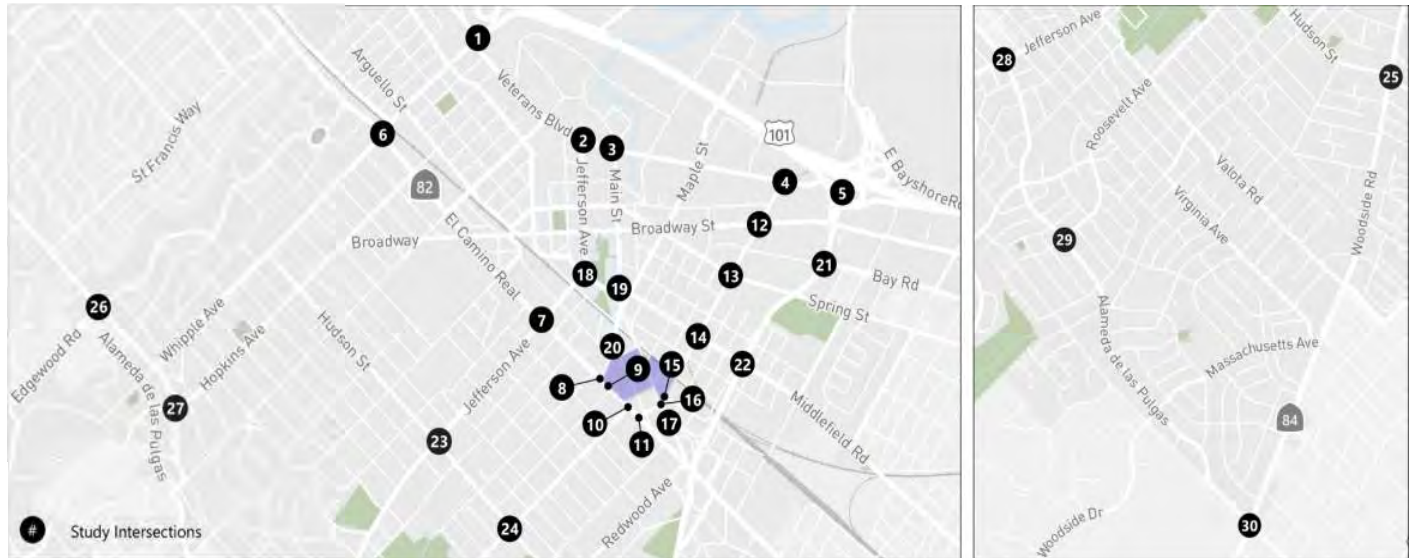 1
Arguello St
Veterans Blvd
St Francis Way
6
2
3
101
Maple St
E BayshoreRd
4
5
82
Jefferson Ave
Main St
12
Broadway St
Broadway
El Camino Real
18
19
13
21
Bay Rd
Spring St
26
7
Whipple Ave
Hopkins Ave
Hudson St
Edgewood Rd
Alameda de las Pulgas
Jefferson Ave
20
14
15
22
9
8
16
10
17
11
Middlefield Rd
27
23
24
Redwood Ave
# Study Intersections
Jefferson Ave
Hudson St
28
25
Roosevelt Ave
Valota Rd
Virginia Ave
Woodside Rd
29
Alameda de las Pulgas
Massachusetts Ave
84
30
Woodside Dr